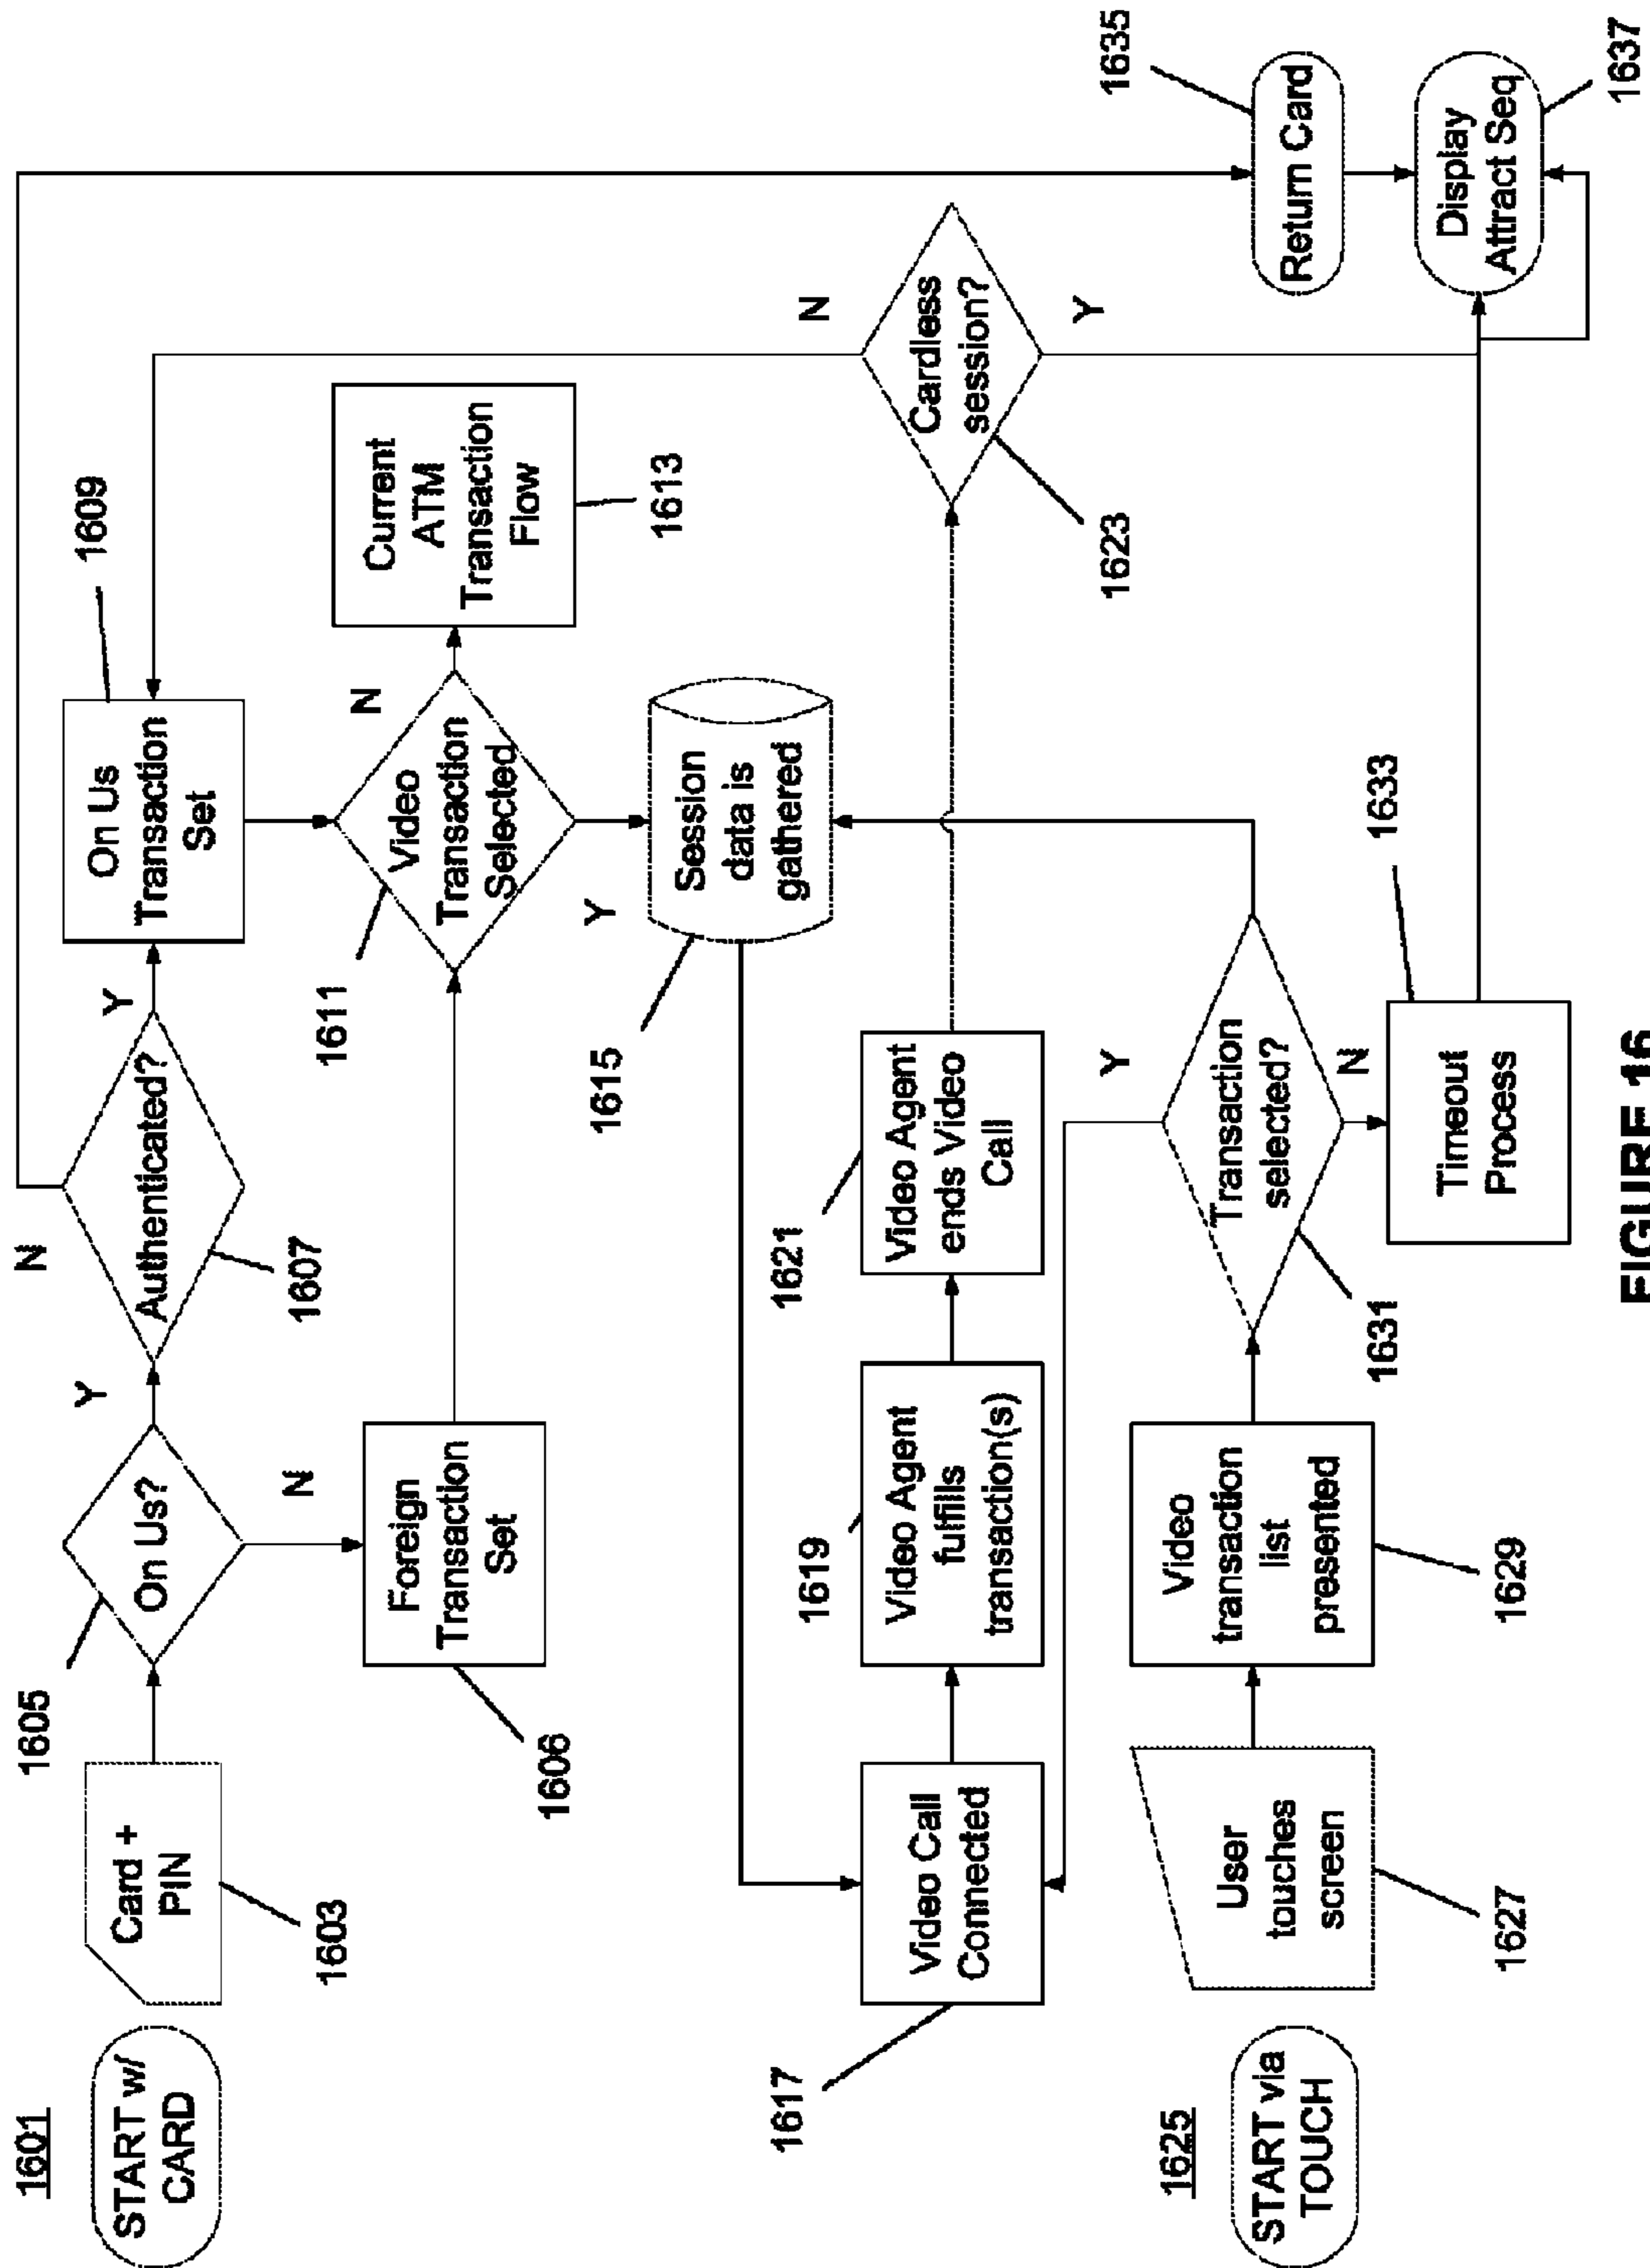 1601
START w/
CARD
Card +
PIN
1603
1605
On Us?
Y
N
Foreign
Transaction
Set
1606
Authenticated?
1607
N
Y
On Us
Transaction
Set
1609
1611
Video
Transaction
Selected
N
Y
Current
ATM
Transaction
Flow
1613
1615
Session
data is
gathered
1617
Video Call
Connected
1619
Video Agent
fulfills
transaction(s)
1621
Video Agent
ends Video
Call
Cardless
session?
1623
N
Y
1625
START via
TOUCH
User
touches
screen
1627
Video
transaction
list
presented
1629
Transaction
selected?
1631
Y
N
Timeout
Process
1633
Return Card
1635
Display
Attract Seq
1637
FIGURE 16